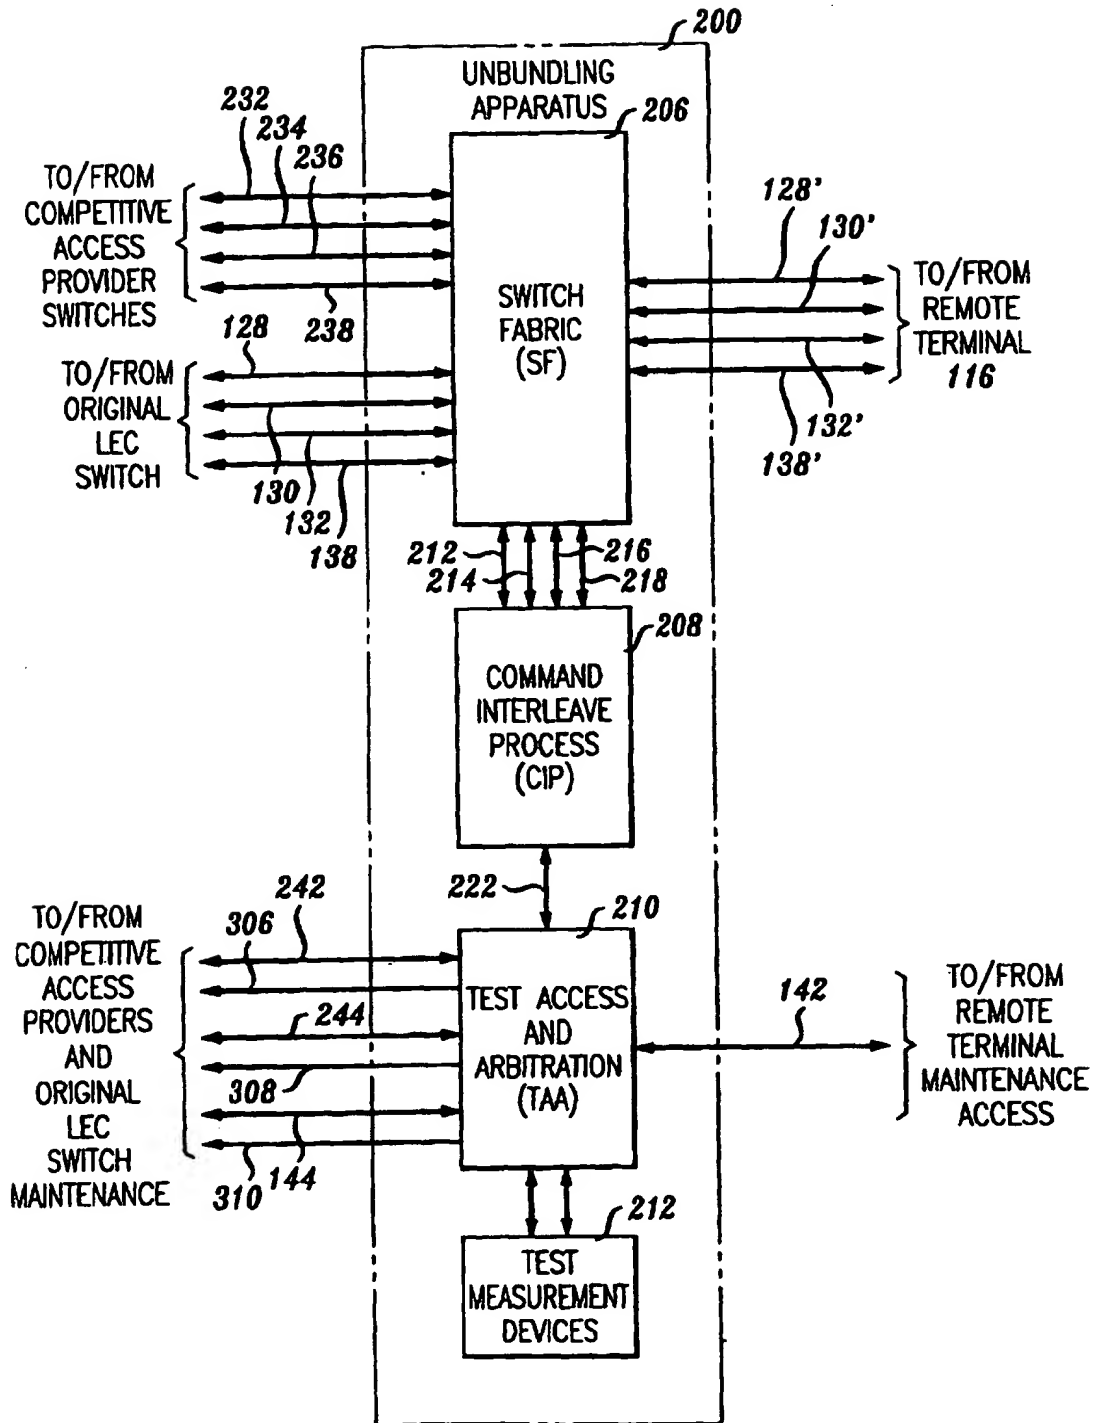 200
UNBUNDLING
APPARATUS
206
232
234
236
TO/FROM
COMPETITIVE
ACCESS
PROVIDER
SWITCHES
238
128
TO/FROM
ORIGINAL
LEC
SWITCH
130
132
138
SWITCH
FABRIC
(SF)
128'
130'
TO/FROM
REMOTE
TERMINAL
116
132'
138'
212
214
216
218
208
COMMAND
INTERLEAVE
PROCESS
(CIP)
222
210
242
306
TO/FROM
COMPETITIVE
ACCESS
PROVIDERS
AND
ORIGINAL
LEC
SWITCH
MAINTENANCE
244
308
310
144
TEST ACCESS
AND
ARBITRATION
(TAA)
142
TO/FROM
REMOTE
TERMINAL
MAINTENANCE
ACCESS
212
TEST
MEASUREMENT
DEVICES